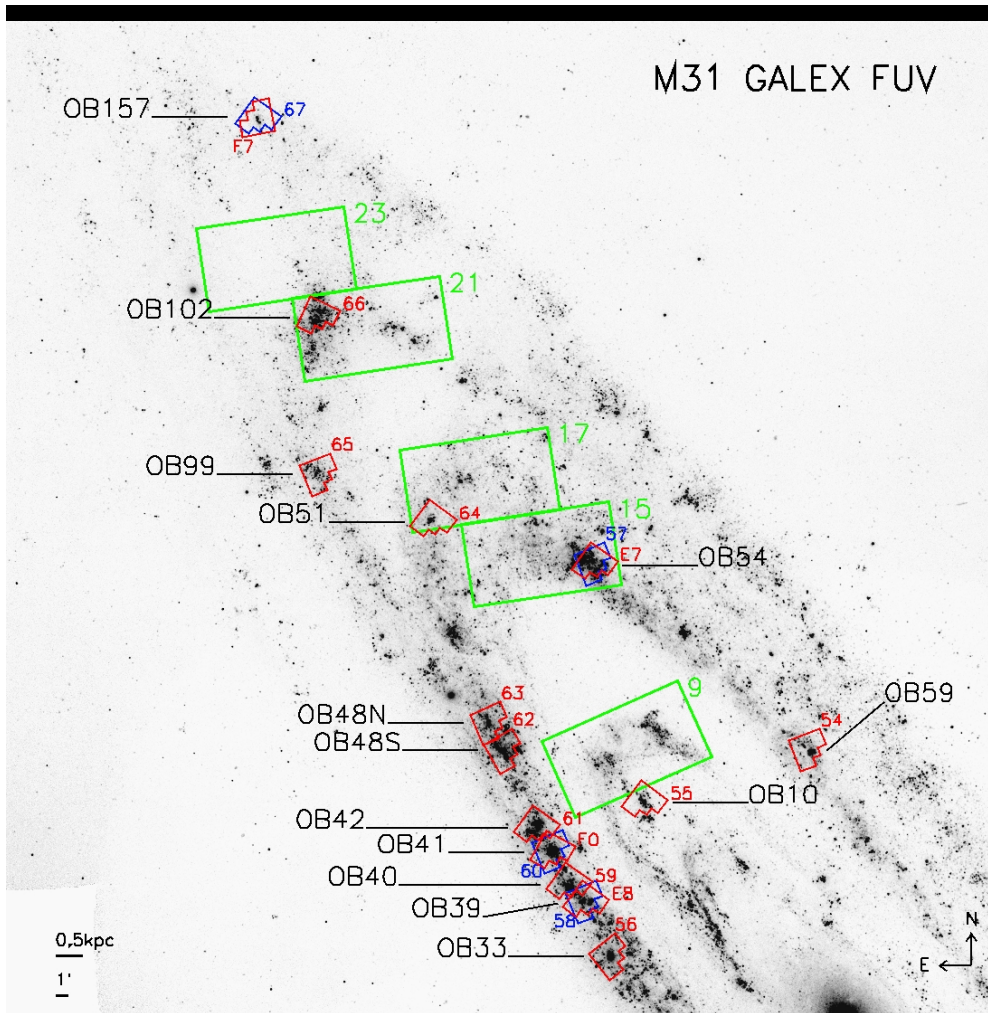 M31 GALEX FUV
OB157
67
F7
23
21
OB102
66
17
65
OB99
64
OB51
15
57
E7
OB54
9
63
OB59
OB48N
62
54
OB48S
55
OB10
61
OB42
F0
OB41
60
59
OB40
E8
OB39
58
56
N
0.5kpc
OB33
E
1'